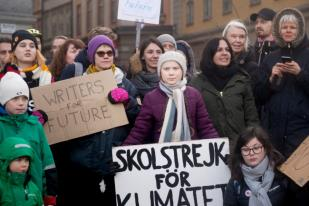 WRITERS
for
FUTURE
SKOLSTREJK
FÖR
KLIMATET